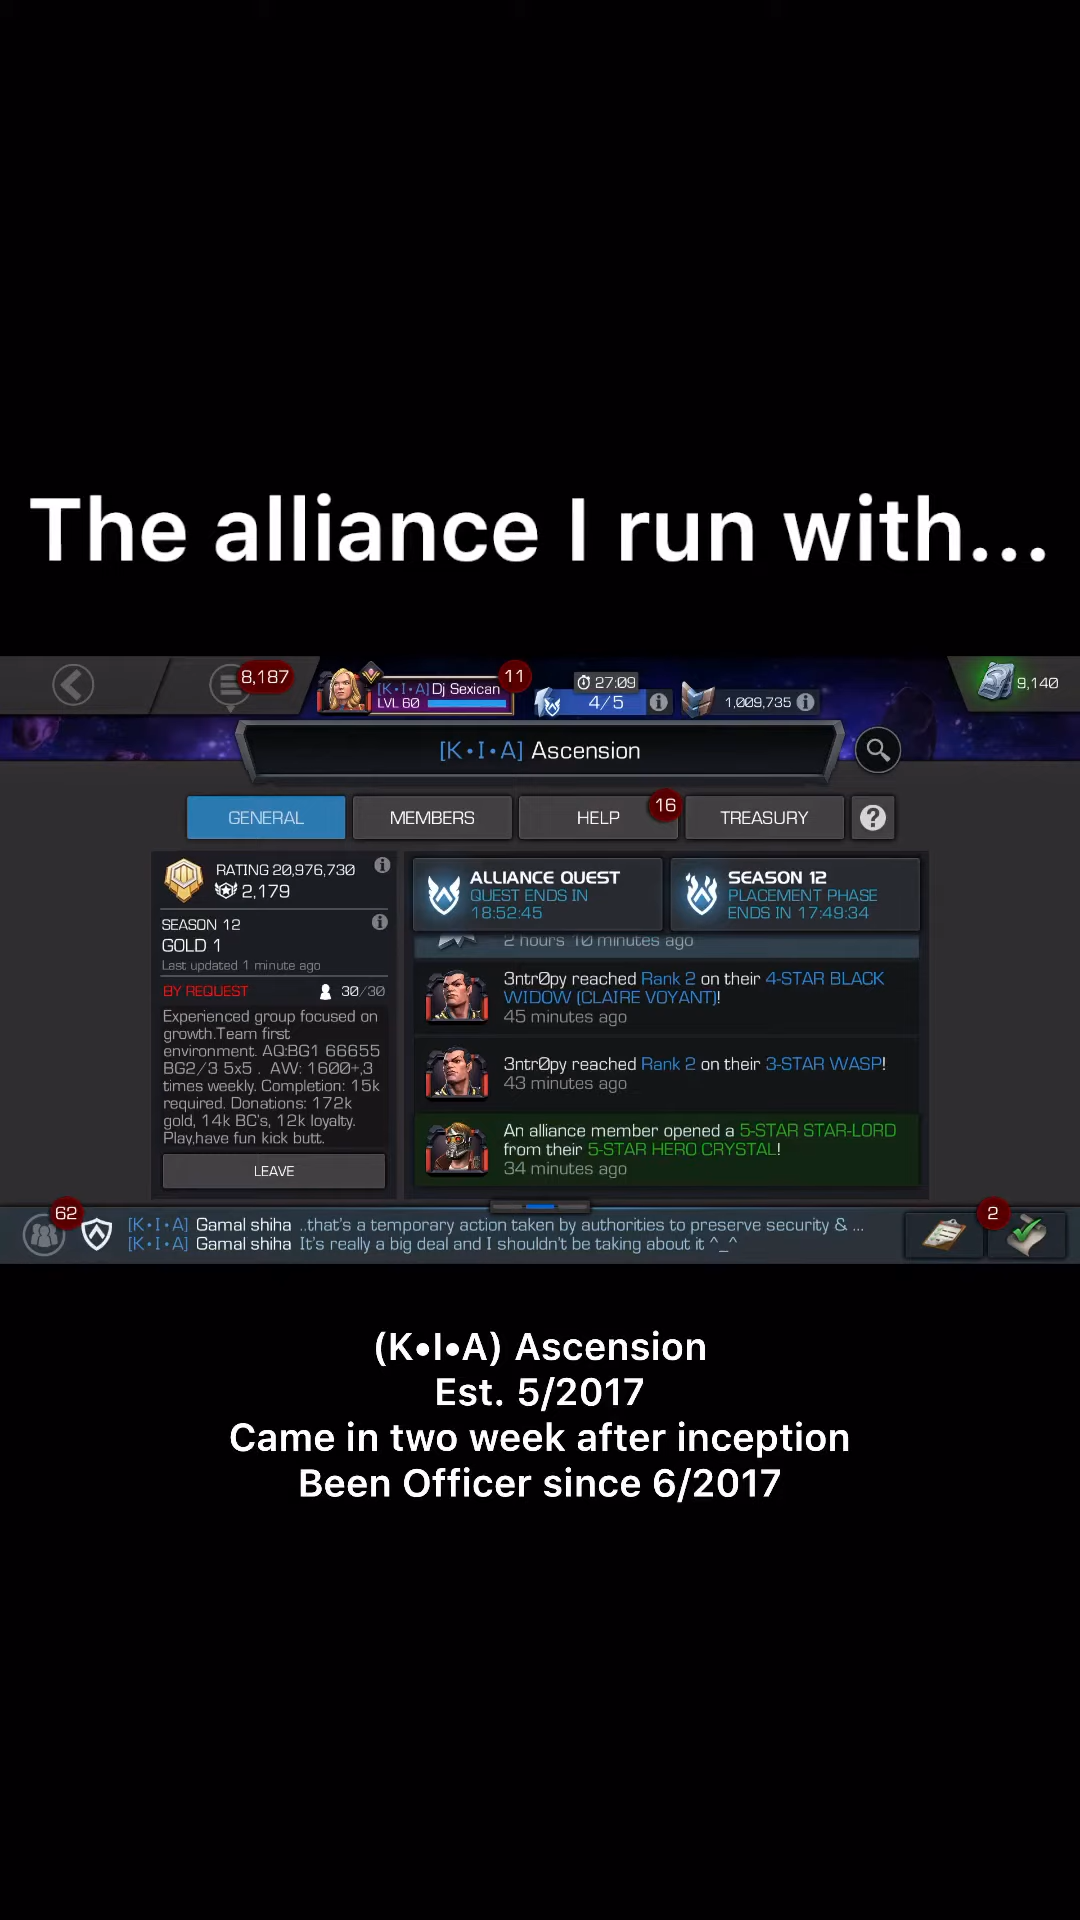 The alliance I run with...
8,187
[K•I•A] Dj Sexican
11
LVL 60
27:09
4/5
1,009,735
9,140
[K•I•A] Ascension
GENERAL
MEMBERS
HELP
16
TREASURY
?
RATING 20,976,730
2,179
SEASON 12
GOLD 1
Last updated 1 minute ago
BY REQUEST
30/30
Experienced group focused on
growth.Team first
environment. AQ:BG1 66655
BG2/3 5x5 . AW: 1600+,3
times weekly. Completion: 15k
required. Donations: 172k
gold, 14k BC's, 12k loyalty.
Play,have fun kick butt.
LEAVE
ALLIANCE QUEST
QUEST ENDS IN
18:52:45
SEASON 12
PLACEMENT PHASE
ENDS IN 17:49:34
2 hours 10 minutes ago
3ntr0py reached Rank 2 on their 4-STAR BLACK
WIDOW (CLAIRE VOYANT)!
45 minutes ago
3ntr0py reached Rank 2 on their 3-STAR WASP!
43 minutes ago
An alliance member opened a 5-STAR STAR-LORD
from their 5-STAR HERO CRYSTAL!
34 minutes ago
62
[K•I•A] Gamal shiha ..that's a temporary action taken by authorities to preserve security & ...
[K•I•A] Gamal shiha It's really a big deal and I shouldn't be taking about it ^_^
2
(K•I•A) Ascension
Est. 5/2017
Came in two week after inception
Been Officer since 6/2017